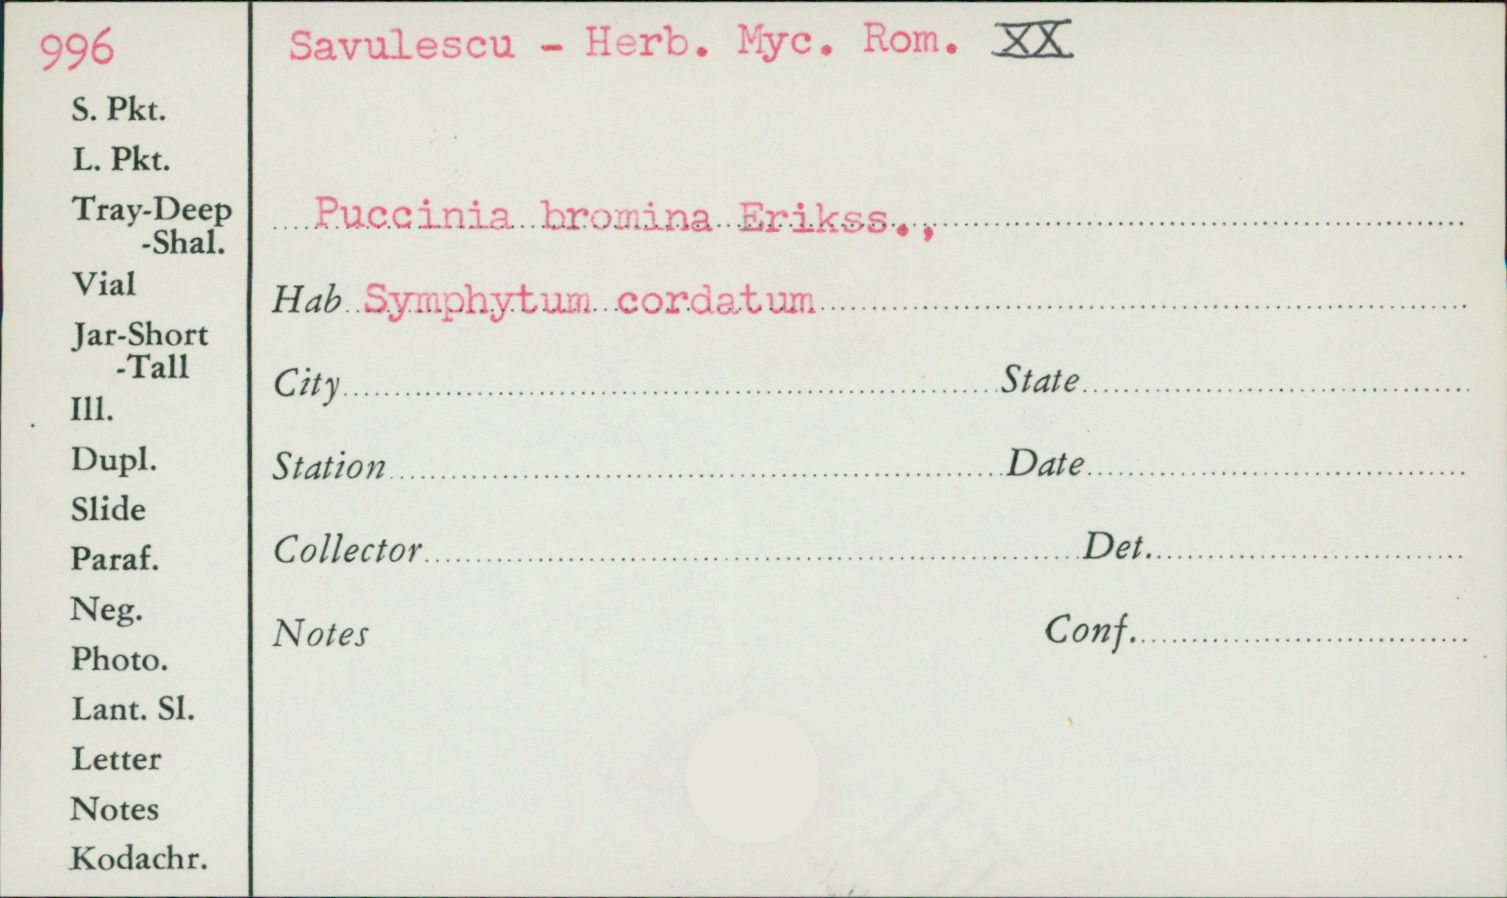 996
Savulescu - Herb. Myc. Rom. XX
S. Pkt.
L. Pkt.
Tray-Deep
-Shal.
Vial
Jar-Short
-Tall
Ill.
Dupl.
Slide
Paraf.
Neg.
Photo.
Lant. Sl.
Letter
Notes
Kodachr.
Puccinia bromina Erikss.,
Hab Symphytum cordatum
City State
Station Date
Collector Det.
Notes Conf.